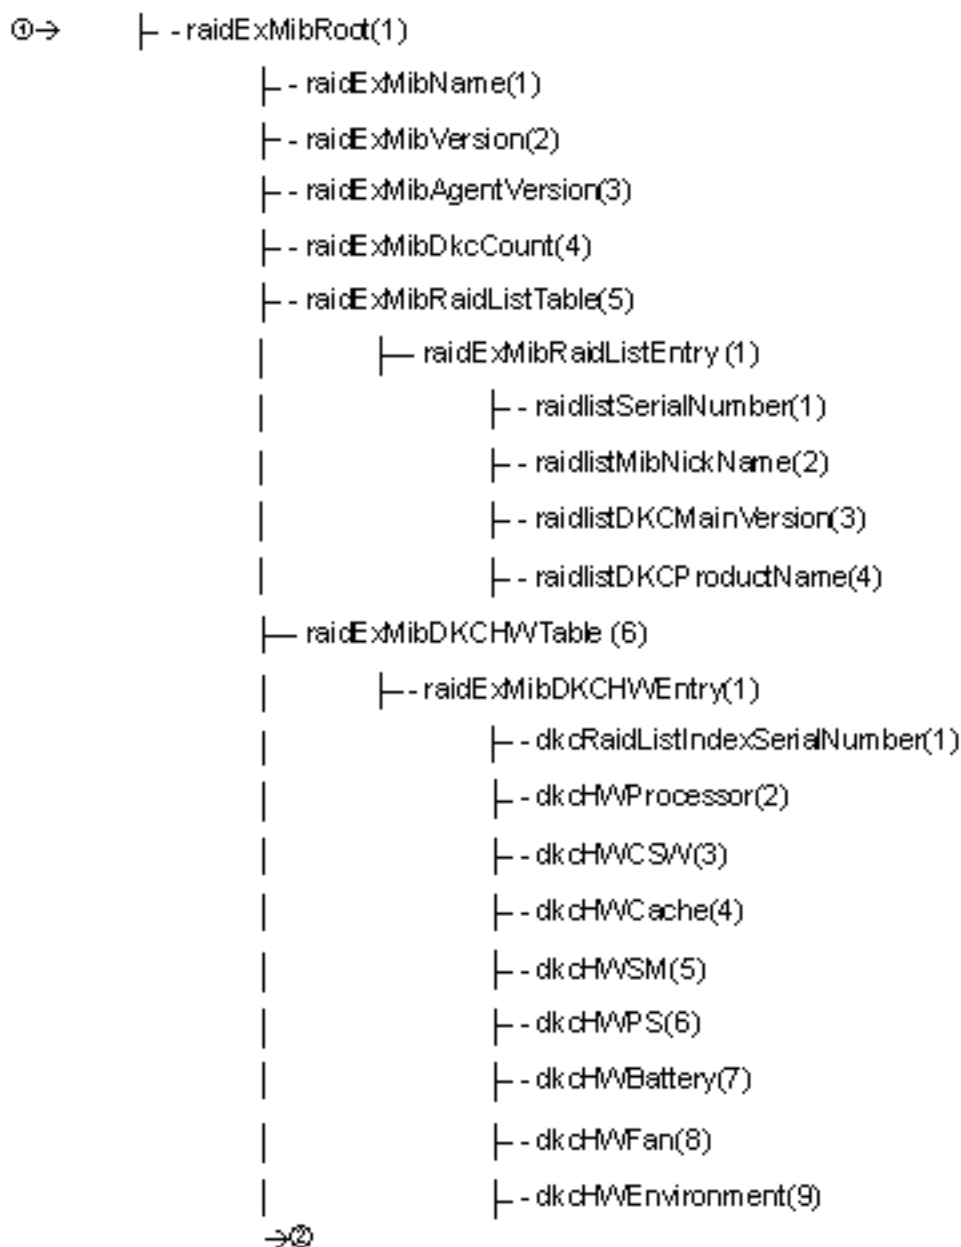 ①→ raidExMibRoot(1)
raidExMibName(1)
raidExMibVersion(2)
raidExMibAgentVersion(3)
raidExMibDkcCount(4)
raidExMibRaidListTable(5)
raidExMibRaidListEntry (1)
raidlistSerialNumber(1)
raidlistMibNickName(2)
raidlistDKCMainVersion(3)
raidlistDKCProductName(4)
raidExMibDKCHWTable (6)
raidExMibDKCHWEntry(1)
dkcRaidListIndexSerialNumber(1)
dkcHWProcessor(2)
dkcHWCSW(3)
dkcHWCache(4)
dkcHWSM(5)
dkcHWPS(6)
dkcHWBattery(7)
dkcHWFan(8)
dkcHWEnvironment(9)
→②